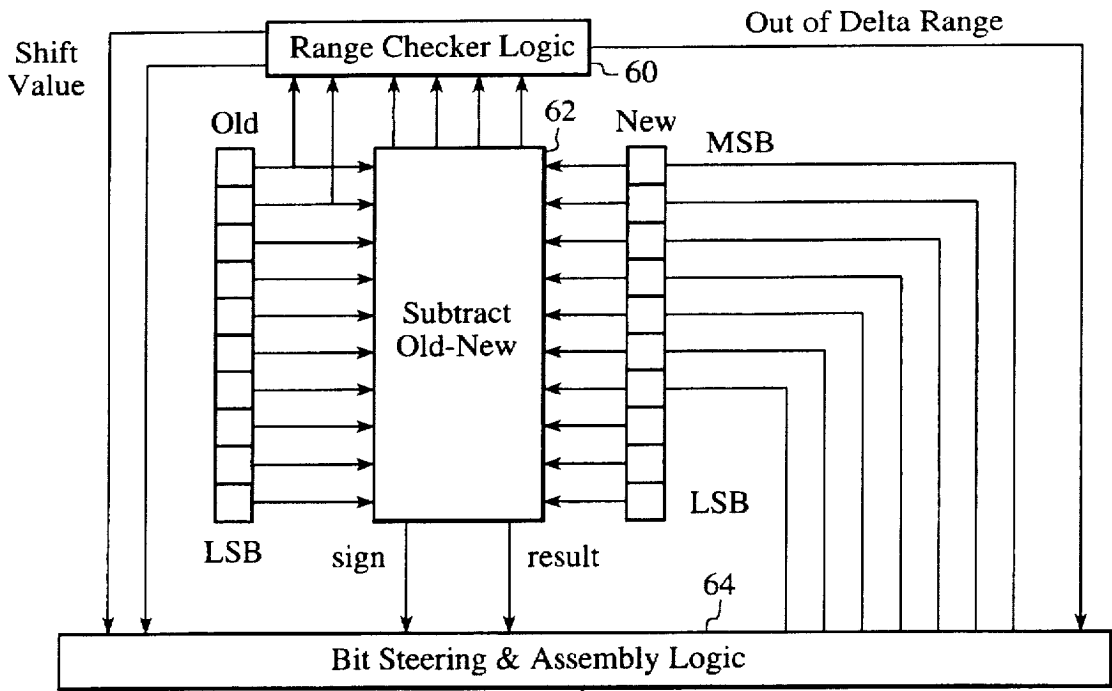 Out of Delta Range
Shift
Value
Range Checker Logic
60
Old
62
New
MSB
Subtract
Old-New
LSB
LSB
sign
result
64
Bit Steering & Assembly Logic